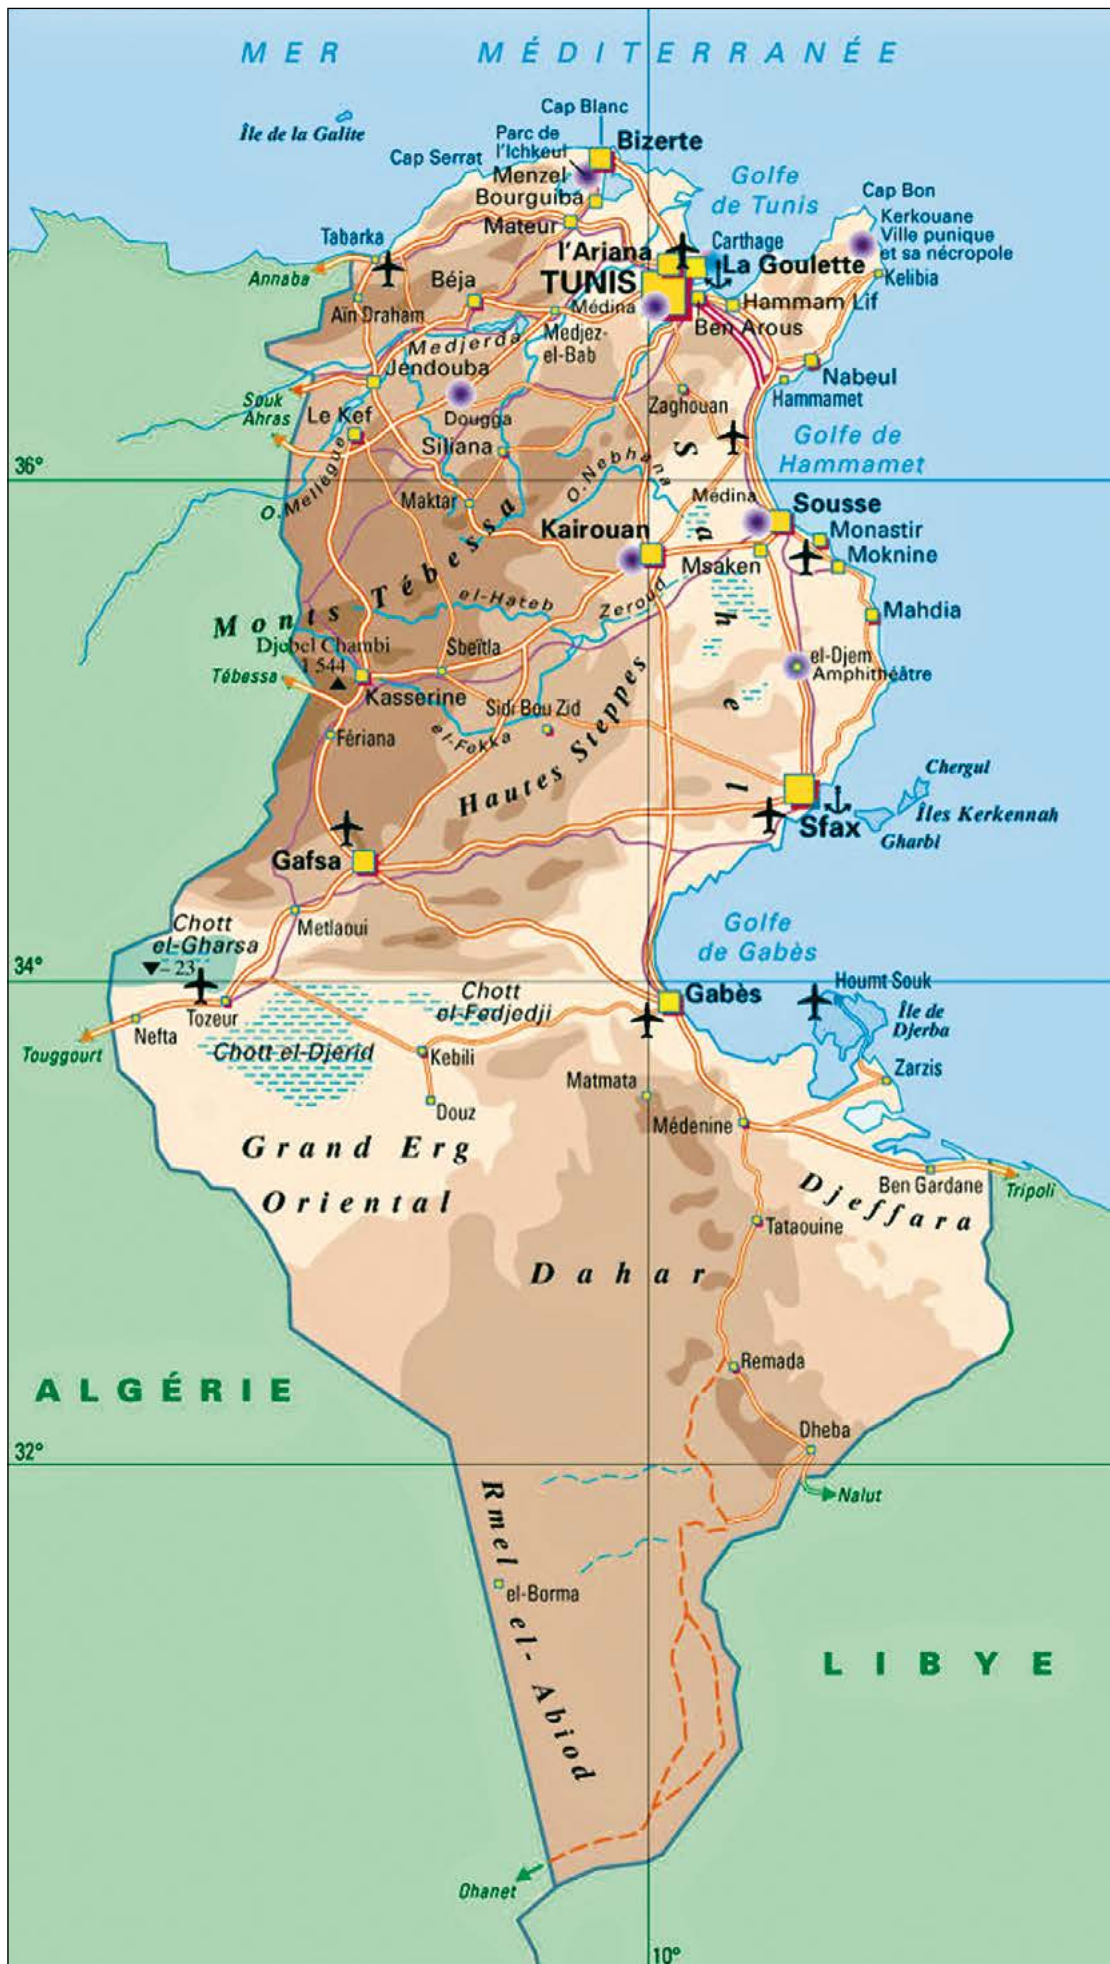 MER MÉDITERRANÉE
Cap Blanc
Île de la Galite
Parc de
l'Ichkeul
Bizerte
Cap Serrat
Menzel
Bourguiba
Golfe
de Tunis
Cap Bon
Kerkouane
Ville punique
et sa nécropole
Mateur
Tabarka
l'Ariana
Carthage
La Goulette
Annaba
Béja
TUNIS
Kelibia
Médina
Hammam Lif
Aïn Draham
Medjez-
el-Bab
Ben Arous
Medjerda
Jendouba
Nabeul
Souk
Ahras
Le Kef
Dougga
Zaghouan
Hammamet
Siliana
Golfe de
Hammamet
36°
O.Mellègue
O.Nebhana
Maktar
Médina
Sousse
Kairouan
Monastir
Msaken
Moknine
Sahel
Monts Tébessa
el-Hateb
Zeroud
Mahdia
Djebel Chambi
1 544
Sbeïtla
el-Djem
Amphithéâtre
Tébessa
Kasserine
Sidi Bou Zid
Fériana
el-Fekka
Hautes Steppes
Chergui
Îles Kerkennah
Sfax
Gharbi
Gafsa
Metlaoui
Chott
el-Gharsa
Golfe
de Gabès
34°
– 23
Chott
el-Fedjedji
Gabès
Houmt Souk
Île de
Djerba
Nefta
Tozeur
Touggourt
Chott el-Djerid
Kebili
Zarzis
Matmata
Douz
Médenine
Grand Erg
Oriental
Djeffara
Ben Gardane
Tripoli
Tataouine
Dahar
Remada
ALGÉRIE
Dheba
32°
Nalut
Rmel el-Abiod
el-Borma
LIBYE
Ohanet
10°